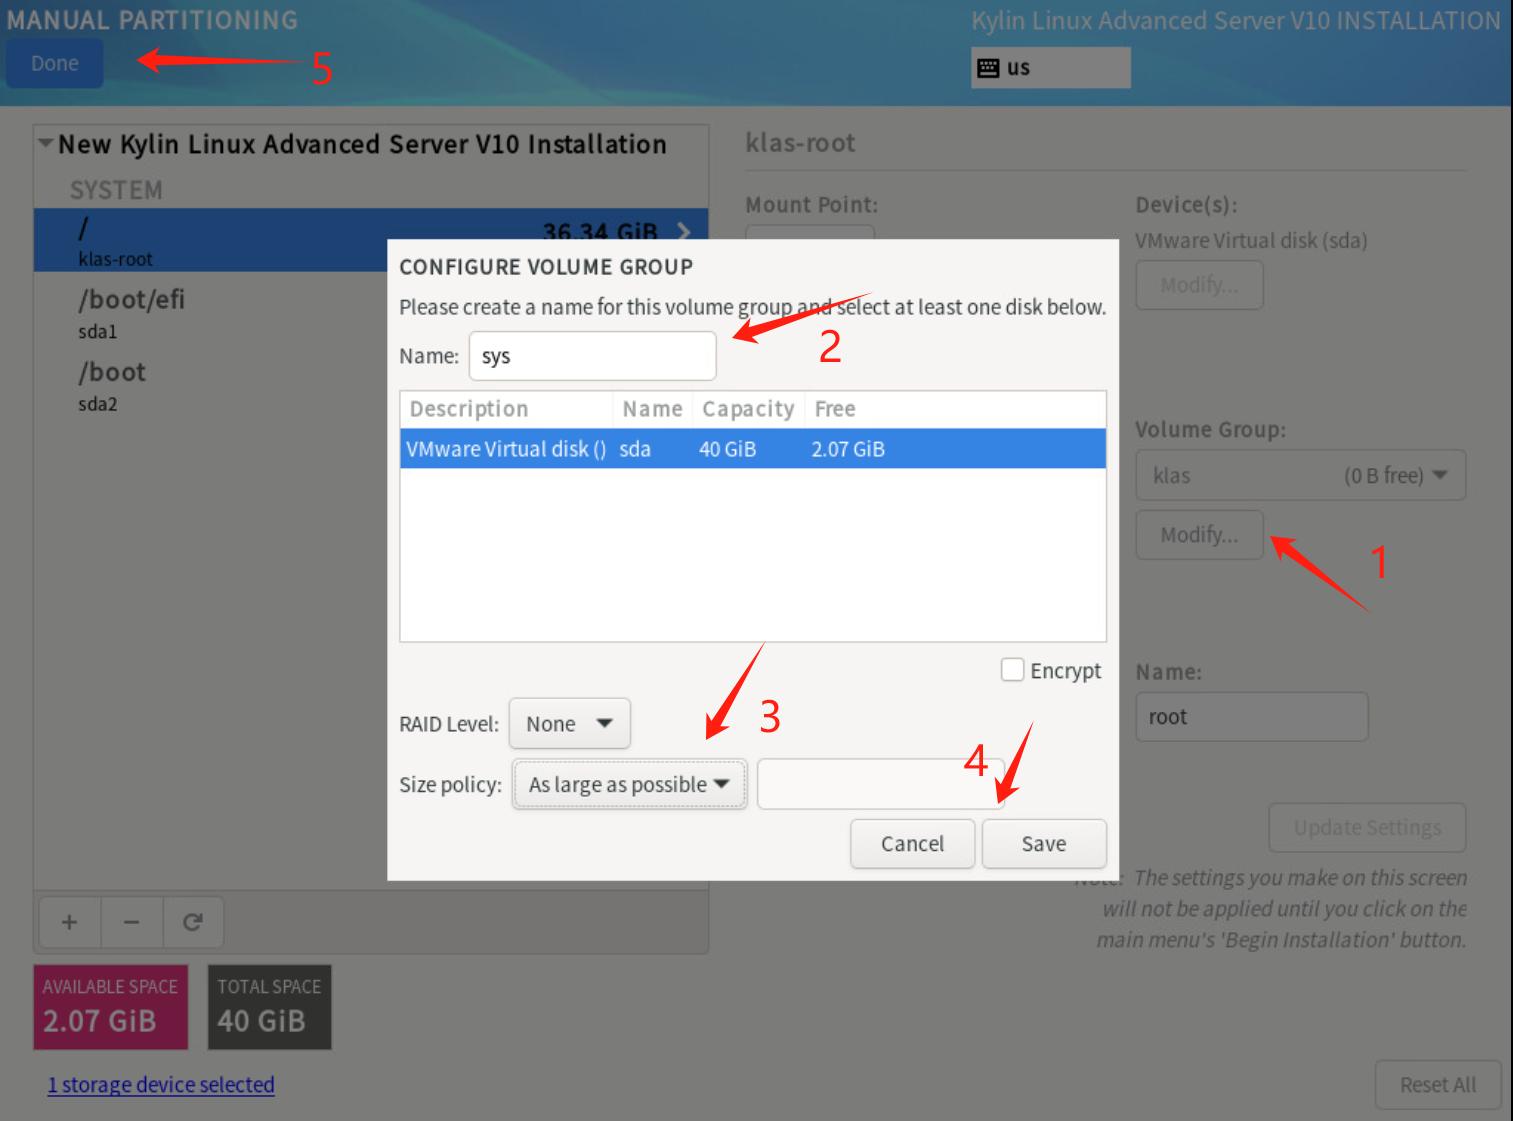 MANUAL PARTITIONING
Kylin Linux Advanced Server V10 INSTALLATION
Done
5
us
New Kylin Linux Advanced Server V10 Installation
SYSTEM
/
36.34 GiB
klas-root
/boot/efi
sda1
/boot
sda2
klas-root
Mount Point:
Device(s):
VMware Virtual disk (sda)
Modify...
CONFIGURE VOLUME GROUP
Please create a name for this volume group and select at least one disk below.
Name: sys
2
Description Name Capacity Free
VMware Virtual disk () sda 40 GiB 2.07 GiB
Volume Group:
klas (0 B free)
Modify...
1
Encrypt
RAID Level: None
3
Size policy: As large as possible
4
Cancel Save
Name:
root
Update Settings
Note: The settings you make on this screen
will not be applied until you click on the
main menu's 'Begin Installation' button.
+ −
AVAILABLE SPACE
2.07 GiB
TOTAL SPACE
40 GiB
1 storage device selected
Reset All